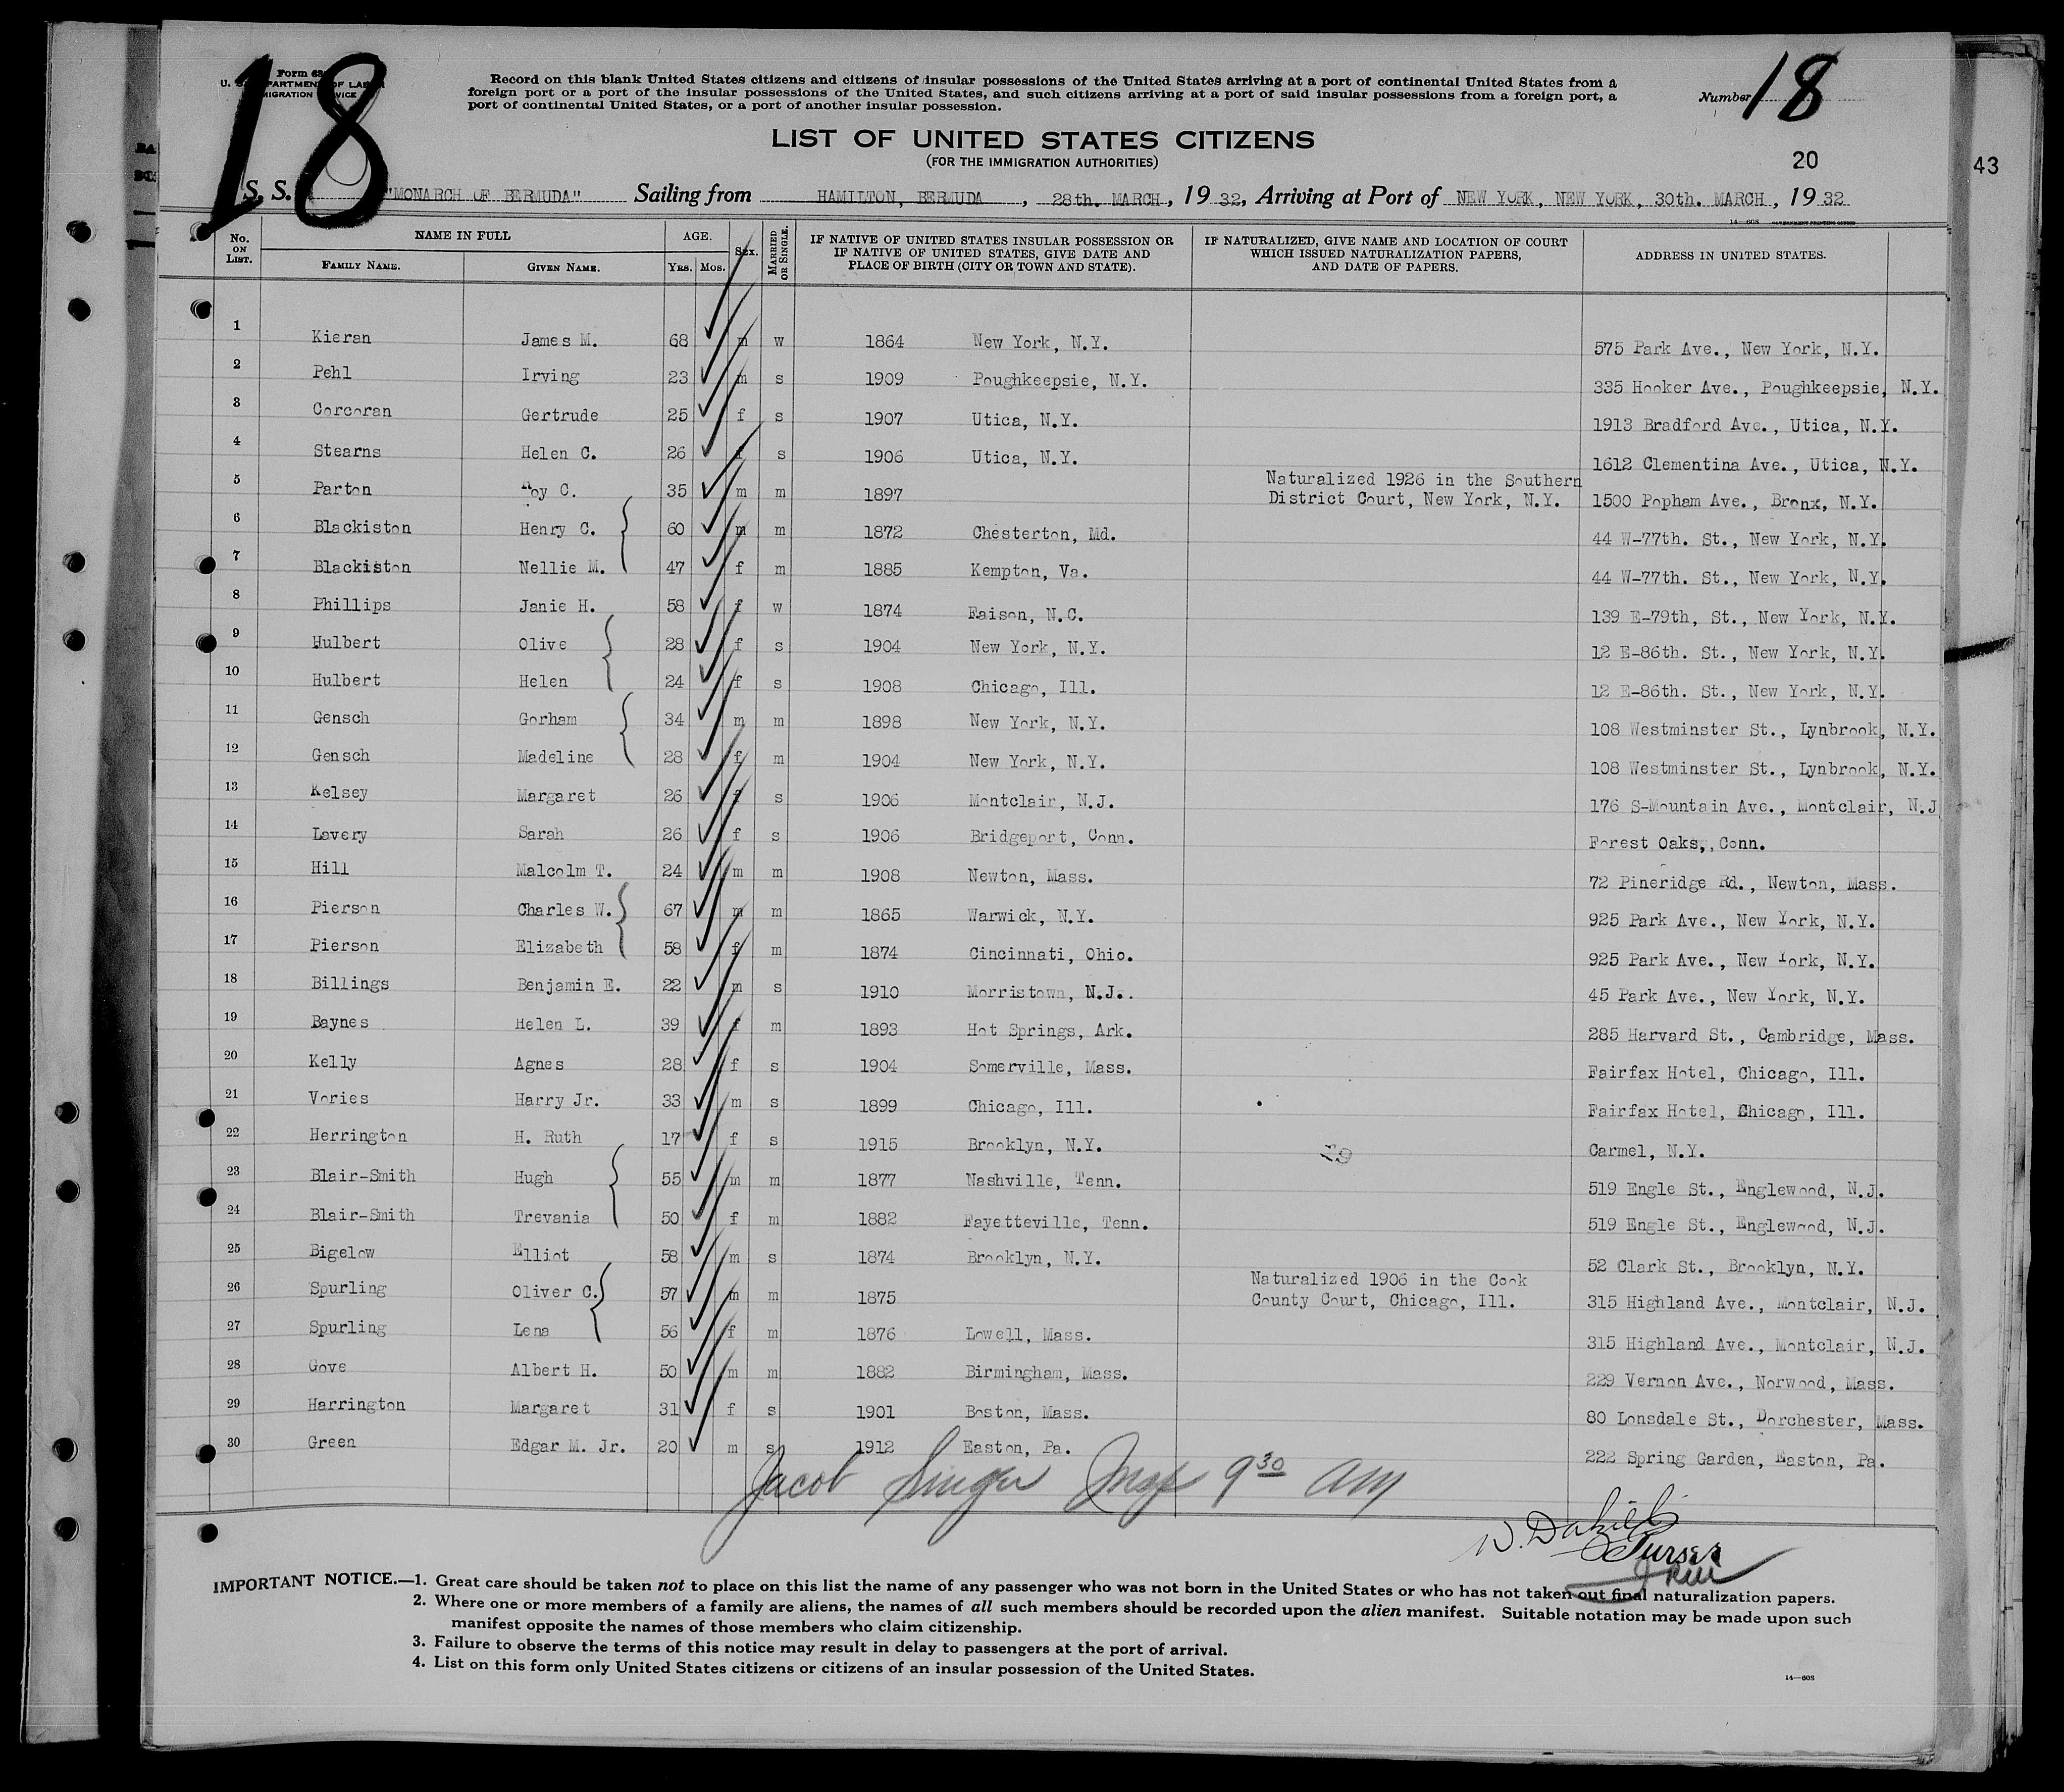 18
Form 63
U. S. DEPARTMENT OF LABOR
IMMIGRATION SERVICE
Record on this blank United States citizens and citizens of insular possessions of the United States arriving at a port of continental United States from a
foreign port or a port of the insular possessions of the United States, and such citizens arriving at a port of said insular possessions from a foreign port, a
port of continental United States, or a port of another insular possession.
Number 18
LIST OF UNITED STATES CITIZENS
(FOR THE IMMIGRATION AUTHORITIES)
20
43
S. S. "MONARCH OF BERMUDA" Sailing from HAMILTON, BERMUDA, 28th. MARCH, 1932, Arriving at Port of NEW YORK, NEW YORK, 30th. MARCH, 1932
14—608 GOVERNMENT PRINTING OFFICE
No. ON LIST. NAME IN FULL FAMILY NAME. GIVEN NAME. AGE. YRS. MOS. SEX. MARRIED OR SINGLE. IF NATIVE OF UNITED STATES INSULAR POSSESSION OR IF NATIVE OF UNITED STATES, GIVE DATE AND PLACE OF BIRTH (CITY OR TOWN AND STATE). IF NATURALIZED, GIVE NAME AND LOCATION OF COURT WHICH ISSUED NATURALIZATION PAPERS, AND DATE OF PAPERS. ADDRESS IN UNITED STATES.
1 Kieran James M. 68 m w 1864 New York, N.Y. 575 Park Ave., New York, N.Y.
2 Pehl Irving 23 m s 1909 Poughkeepsie, N.Y. 335 Hooker Ave., Poughkeepsie, N.Y.
3 Corcoran Gertrude 25 f s 1907 Utica, N.Y. 1913 Bradford Ave., Utica, N.Y.
4 Stearns Helen C. 26 f s 1906 Utica, N.Y. 1612 Clementina Ave., Utica, N.Y.
5 Parton Roy C. 35 m m 1897 Naturalized 1926 in the Southern District Court, New York, N.Y. 1500 Popham Ave., Bronx, N.Y.
6 Blackiston Henry C. 60 m m 1872 Chesterton, Md. 44 W-77th. St., New York, N.Y.
7 Blackiston Nellie M. 47 f m 1885 Kempton, Va. 44 W-77th. St., New York, N.Y.
8 Phillips Janie H. 58 f w 1874 Faison, N.C. 139 E-79th, St., New York, N.Y.
9 Hulbert Olive 28 f s 1904 New York, N.Y. 12 E-86th. St., New York, N.Y.
10 Hulbert Helen 24 f s 1908 Chicago, Ill. 12 E-86th. St., New York, N.Y.
11 Gensch Gorham 34 m m 1898 New York, N.Y. 108 Westminster St., Lynbrook, N.Y.
12 Gensch Madeline 28 f m 1904 New York, N.Y. 108 Westminster St., Lynbrook, N.Y.
13 Kelsey Margaret 26 f s 1906 Montclair, N.J. 176 S-Mountain Ave., Montclair, N.J
14 Lavery Sarah 26 f s 1906 Bridgeport, Conn. Forest Oaks,,Conn.
15 Hill Malcolm T. 24 m m 1908 Newton, Mass. 72 Pineridge Rd., Newton, Mass.
16 Pierson Charles W. 67 m m 1865 Warwick, N.Y. 925 Park Ave., New York, N.Y.
17 Pierson Elizabeth 58 f m 1874 Cincinnati, Ohio. 925 Park Ave., New York, N.Y.
18 Billings Benjamin E. 22 m s 1910 Morristown, N.J.. 45 Park Ave., New York, N.Y.
19 Baynes Helen L. 39 f m 1893 Hot Springs, Ark. 285 Harvard St., Cambridge, Mass.
20 Kelly Agnes 28 f s 1904 Somerville, Mass. Fairfax Hotel, Chicago, Ill.
21 Vories Harry Jr. 33 m s 1899 Chicago, Ill. Fairfax Hotel, Chicago, Ill.
22 Herrington H. Ruth 17 f s 1915 Brooklyn, N.Y. Carmel, N.Y.
23 Blair-Smith Hugh 55 m m 1877 Nashville, Tenn. 519 Engle St., Englewood, N.J.
24 Blair-Smith Trevania 50 f m 1882 Fayetteville, Tenn. 519 Engle St., Englewood, N.J.
25 Bigelow Elliot 58 m s 1874 Brooklyn, N.Y. 52 Clark St., Brooklyn, N.Y.
26 Spurling Oliver C. 57 m m 1875 Naturalized 1906 in the Cook County Court, Chicago, Ill. 315 Highland Ave., Montclair, N.J.
27 Spurling Lena 56 f m 1876 Lowell, Mass. 315 Highland Ave., Montclair, N.J.
28 Gove Albert H. 50 m m 1882 Birmingham, Mass. 229 Vernon Ave., Norwood, Mass.
29 Harrington Margaret 31 f s 1901 Boston, Mass. 80 Lonsdale St., Dorchester, Mass.
30 Green Edgar M. Jr. 20 m s 1912 Easton, Pa. 222 Spring Garden, Easton, Pa.
Jacob Singer Insp 9 30 AM
Purser
IMPORTANT NOTICE.—1. Great care should be taken not to place on this list the name of any passenger who was not born in the United States or who has not taken out final naturalization papers.
2. Where one or more members of a family are aliens, the names of all such members should be recorded upon the alien manifest. Suitable notation may be made upon such
manifest opposite the names of those members who claim citizenship.
3. Failure to observe the terms of this notice may result in delay to passengers at the port of arrival.
4. List on this form only United States citizens or citizens of an insular possession of the United States.
14—608